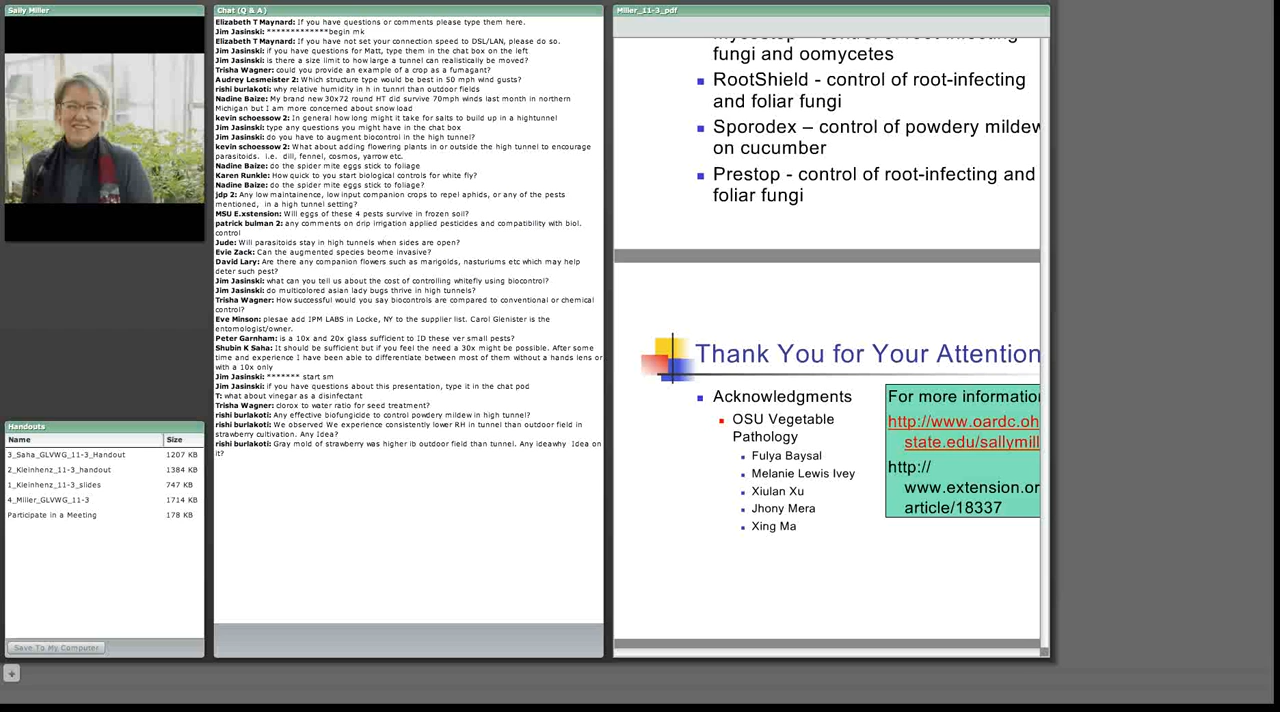 Sally Miller
Chat (Q & A)
Elizabeth T Maynard: If you have questions or comments please type them here.
Jim Jasinski: *************begin mk
Elizabeth T Maynard: If you have not set your connection speed to DSL/LAN, please do so.
Jim Jasinski: if you have questions for Matt, type them in the chat box on the left
Jim Jasinski: is there a size limit to how large a tunnel can realistically be moved?
Trisha Wagner: could you provide an example of a crop as a fumagant?
Audrey Lesmeister 2: Which structure type would be best in 50 mph wind gusts?
rishi burlakoti: why relative humidity in h in tunnrl than outdoor fields
Nadine Baize: My brand new 30x72 round HT did survive 70mph winds last month in northern
Michigan but I am more concerned about snow load
kevin schoessow 2: In general how long might it take for salts to build up in a hightunnel
Jim Jasinski: type any questions you might have in the chat box
Jim Jasinski: do you have to augment biocontrol in the high tunnel?
kevin schoessow 2: What about adding flowering plants in or outside the high tunnel to encourage
parasitoids. i.e. dill, fennel, cosmos, yarrow etc.
Nadine Baize: do the spider mite eggs stick to foliage
Karen Runkle: How quick to you start biological controls for white fly?
Nadine Baize: do the spider mite eggs stick to foliage?
jdp 2: Any low maintainence, low input companion crops to repel aphids, or any of the pests
mentioned, in a high tunnel setting?
MSU E.xstension: Will eggs of these 4 pests survive in frozen soil?
patrick bulman 2: any comments on drip irrigation applied pesticides and compatibility with biol.
control
Jude: Will parasitoids stay in high tunnels when sides are open?
Evie Zack: Can the augmented species beome invasive?
David Lary: Are there any companion flowers such as marigolds, nasturiums etc which may help
deter such pest?
Jim Jasinski: what can you tell us about the cost of controlling whitefly using biocontrol?
Jim Jasinski: do multicolored asian lady bugs thrive in high tunnels?
Trisha Wagner: How successful would you say biocontrols are compared to conventional or chemical
control?
Eve Minson: plesae add IPM LABS in Locke, NY to the supplier list. Carol Glenister is the
entomologist/owner.
Peter Garnham: is a 10x and 20x glass sufficient to ID these ver small pests?
Shubin K Saha: It should be sufficient but if you feel the need a 30x might be possible. After some
time and experience I have been able to differentiate between most of them without a hands lens or
with a 10x only
Jim Jasinski: ******* start sm
Jim Jasinski: if you have questions about this presentation, type it in the chat pod
T: what about vinegar as a disinfectant
Trisha Wagner: clorox to water ratio for seed treatment?
rishi burlakoti: Any effective biofungicide to control powdery mildew in high tunnel?
rishi burlakoti: We observed We experience consistently lower RH in tunnel than outdoor field in
strawberry cultivation. Any Idea?
rishi burlakoti: Gray mold of strawberry was higher ib outdoor field than tunnel. Any ideawhy Idea on
it?
Handouts
Name Size
3_Saha_GLVWG_11-3_Handout 1207 KB
2_Kleinhenz_11-3_handout 1384 KB
1_Kleinhenz_11-3_slides 747 KB
4_Miller_GLVWG_11-3 1714 KB
Participate in a Meeting 178 KB
Save To My Computer
Miller_11-3_pdf
fungi and oomycetes
RootShield - control of root-infecting
and foliar fungi
Sporodex – control of powdery mildew
on cucumber
Prestop - control of root-infecting and
foliar fungi
Thank You for Your Attention
Acknowledgments
OSU Vegetable
Pathology
Fulya Baysal
Melanie Lewis Ivey
Xiulan Xu
Jhony Mera
Xing Ma
For more informatio
http://www.oardc.oh
state.edu/sallymill
http://
www.extension.or
article/18337